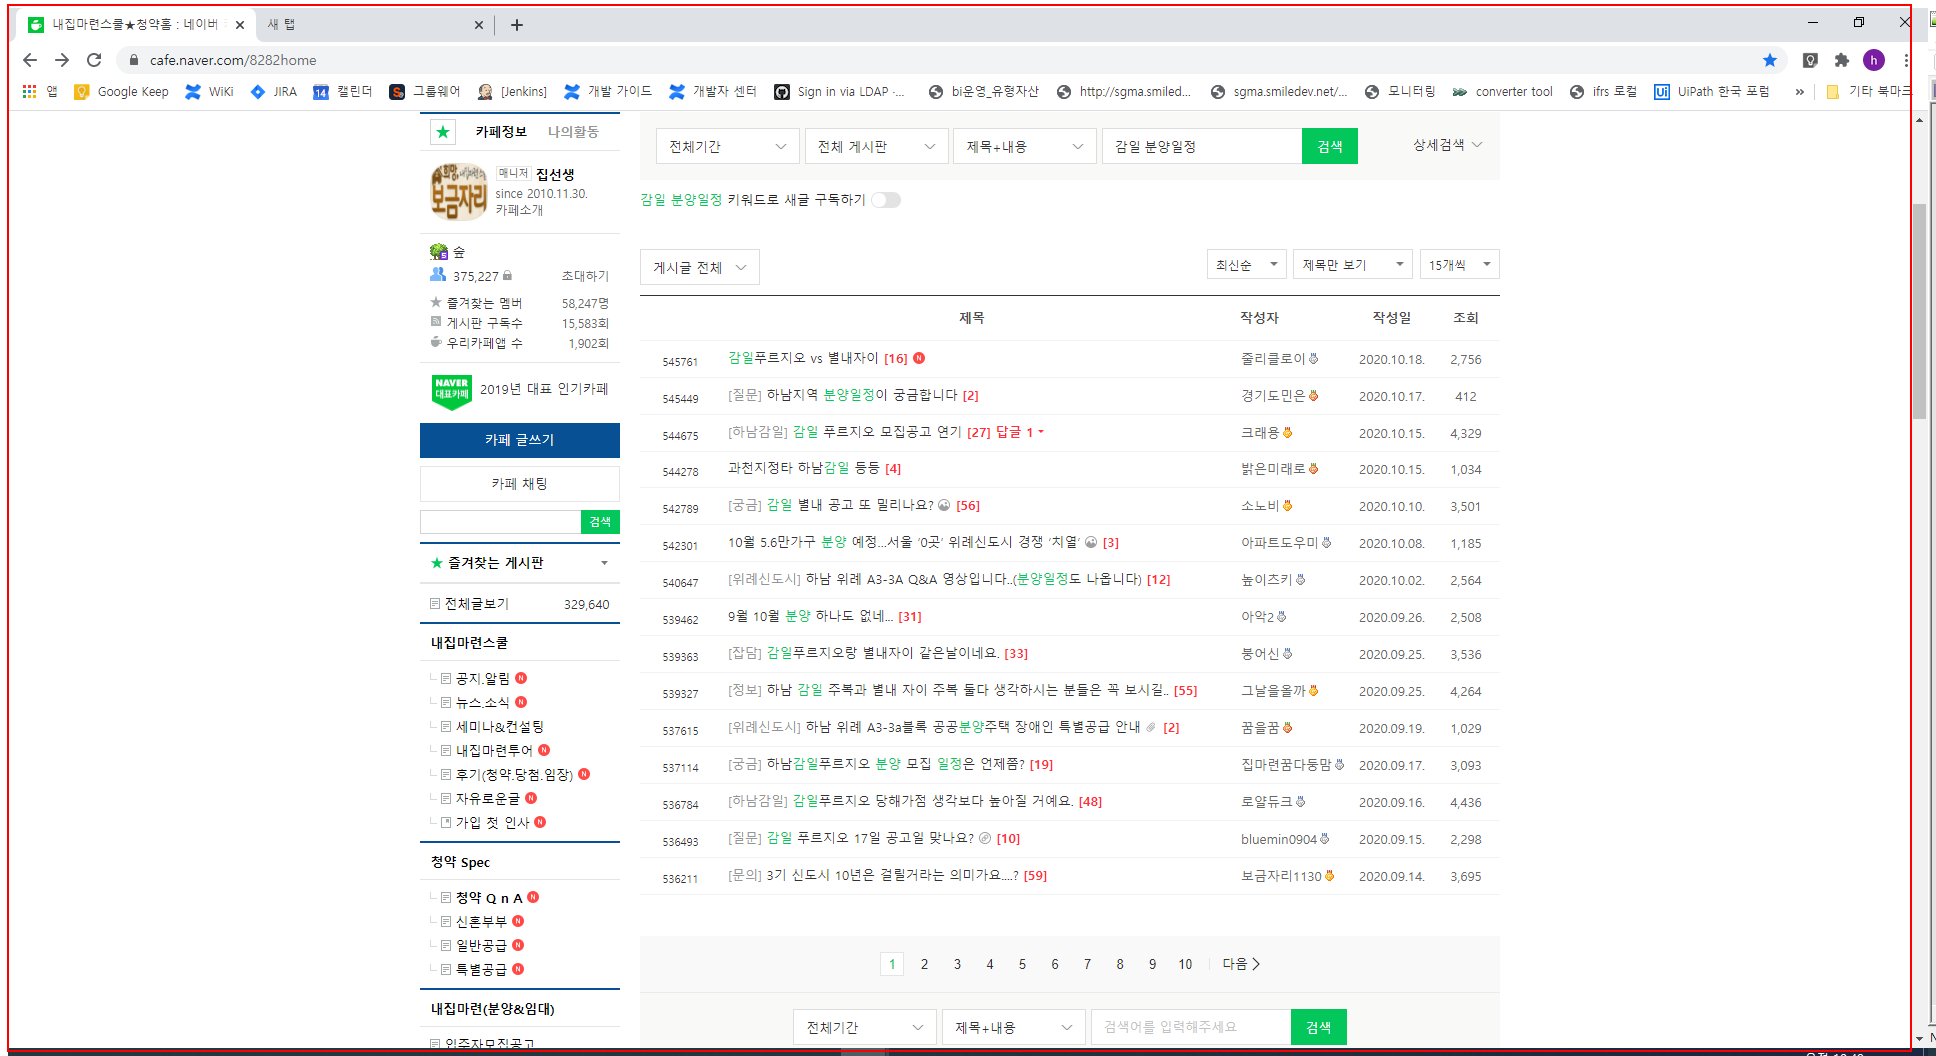 내집마련스쿨★청약홈 : 네이버
새 탭
cafe.naver.com/8282home
앱 Google Keep WiKi JIRA 캘린더 그룹웨어 [Jenkins] 개발 가이드 개발자 센터 Sign in via LDAP -... bi운영_유형자산 http://sgma.smiled... sgma.smiledev.net/... 모니터링 converter tool ifrs 로컬 UiPath 한국 포럼 » 기타 북마크
카페정보 나의활동
매니저 집선생
since 2010.11.30.
카페소개
희망, 내집마련의
보금자리
숲
375,227 초대하기
즐겨찾는 멤버 58,247명
게시판 구독수 15,583회
우리카페앱 수 1,902회
NAVER
대표카페
2019년 대표 인기카페
카페 글쓰기
카페 채팅
검색
즐겨찾는 게시판
전체글보기 329,640
내집마련스쿨
공지.알림
뉴스.소식
세미나&컨설팅
내집마련투어
후기(청약.당첨.임장)
자유로운글
가입 첫 인사
청약 Spec
청약 Q n A
신혼부부
일반공급
특별공급
내집마련(분양&임대)
입주자모집공고
전체기간 전체 게시판 제목+내용 감일 분양일정 검색 상세검색
감일 분양일정 키워드로 새글 구독하기
게시글 전체 최신순 제목만 보기 15개씩
제목 작성자 작성일 조회
545761 감일푸르지오 vs 별내자이 [16] 줄리클로이 2020.10.18. 2,756
545449 [질문] 하남지역 분양일정이 궁금합니다 [2] 경기도민은 2020.10.17. 412
544675 [하남감일] 감일 푸르지오 모집공고 연기 [27] 답글 1 크래용 2020.10.15. 4,329
544278 과천지정타 하남감일 등등 [4] 밝은미래로 2020.10.15. 1,034
542789 [궁금] 감일 별내 공고 또 밀리나요? [56] 소노비 2020.10.10. 3,501
542301 10월 5.6만가구 분양 예정...서울 ‘0곳’ 위례신도시 경쟁 ‘치열’ [3] 아파트도우미 2020.10.08. 1,185
540647 [위례신도시] 하남 위례 A3-3A Q&A 영상입니다..(분양일정도 나옵니다) [12] 높이즈키 2020.10.02. 2,564
539462 9월 10월 분양 하나도 없네... [31] 아악2 2020.09.26. 2,508
539363 [잡담] 감일푸르지오랑 별내자이 같은날이네요. [33] 붕어신 2020.09.25. 3,536
539327 [정보] 하남 감일 주복과 별내 자이 주복 둘다 생각하시는 분들은 꼭 보시길.. [55] 그날을올까 2020.09.25. 4,264
537615 [위례신도시] 하남 위례 A3-3a블록 공공분양주택 장애인 특별공급 안내 [2] 꿈을꿈 2020.09.19. 1,029
537114 [궁금] 하남감일푸르지오 분양 모집 일정은 언제쯤? [19] 집마련꿈다둥맘 2020.09.17. 3,093
536784 [하남감일] 감일푸르지오 당해가점 생각보다 높아질 거예요. [48] 로얄듀크 2020.09.16. 4,436
536493 [질문] 감일 푸르지오 17일 공고일 맞나요? [10] bluemin0904 2020.09.15. 2,298
536211 [문의] 3기 신도시 10년은 걸릴거라는 의미가요....? [59] 보금자리1130 2020.09.14. 3,695
1 2 3 4 5 6 7 8 9 10 다음
전체기간 제목+내용 검색어를 입력해주세요 검색